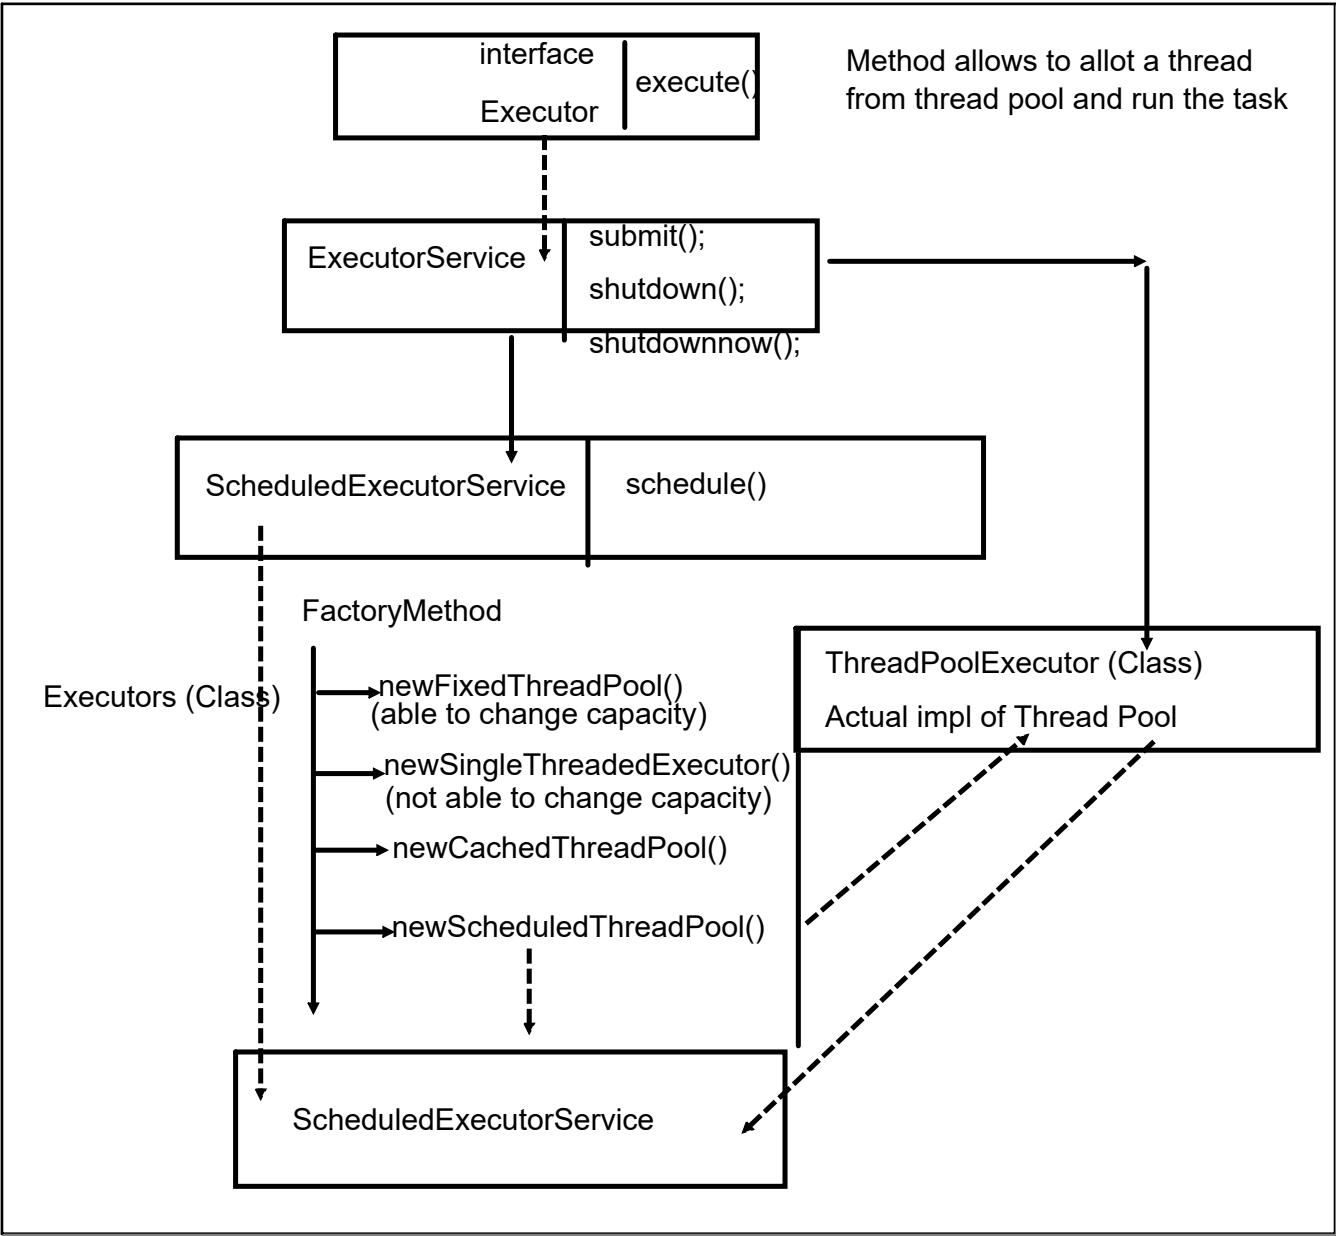 interface
Executor
execute()
Method allows to allot a thread
from thread pool and run the task
ExecutorService
submit();
shutdown();
shutdownnow();
ScheduledExecutorService
schedule()
FactoryMethod
Executors (Class)
newFixedThreadPool()
(able to change capacity)
newSingleThreadedExecutor()
(not able to change capacity)
newCachedThreadPool()
newScheduledThreadPool()
ThreadPoolExecutor (Class)
Actual impl of Thread Pool
ScheduledExecutorService